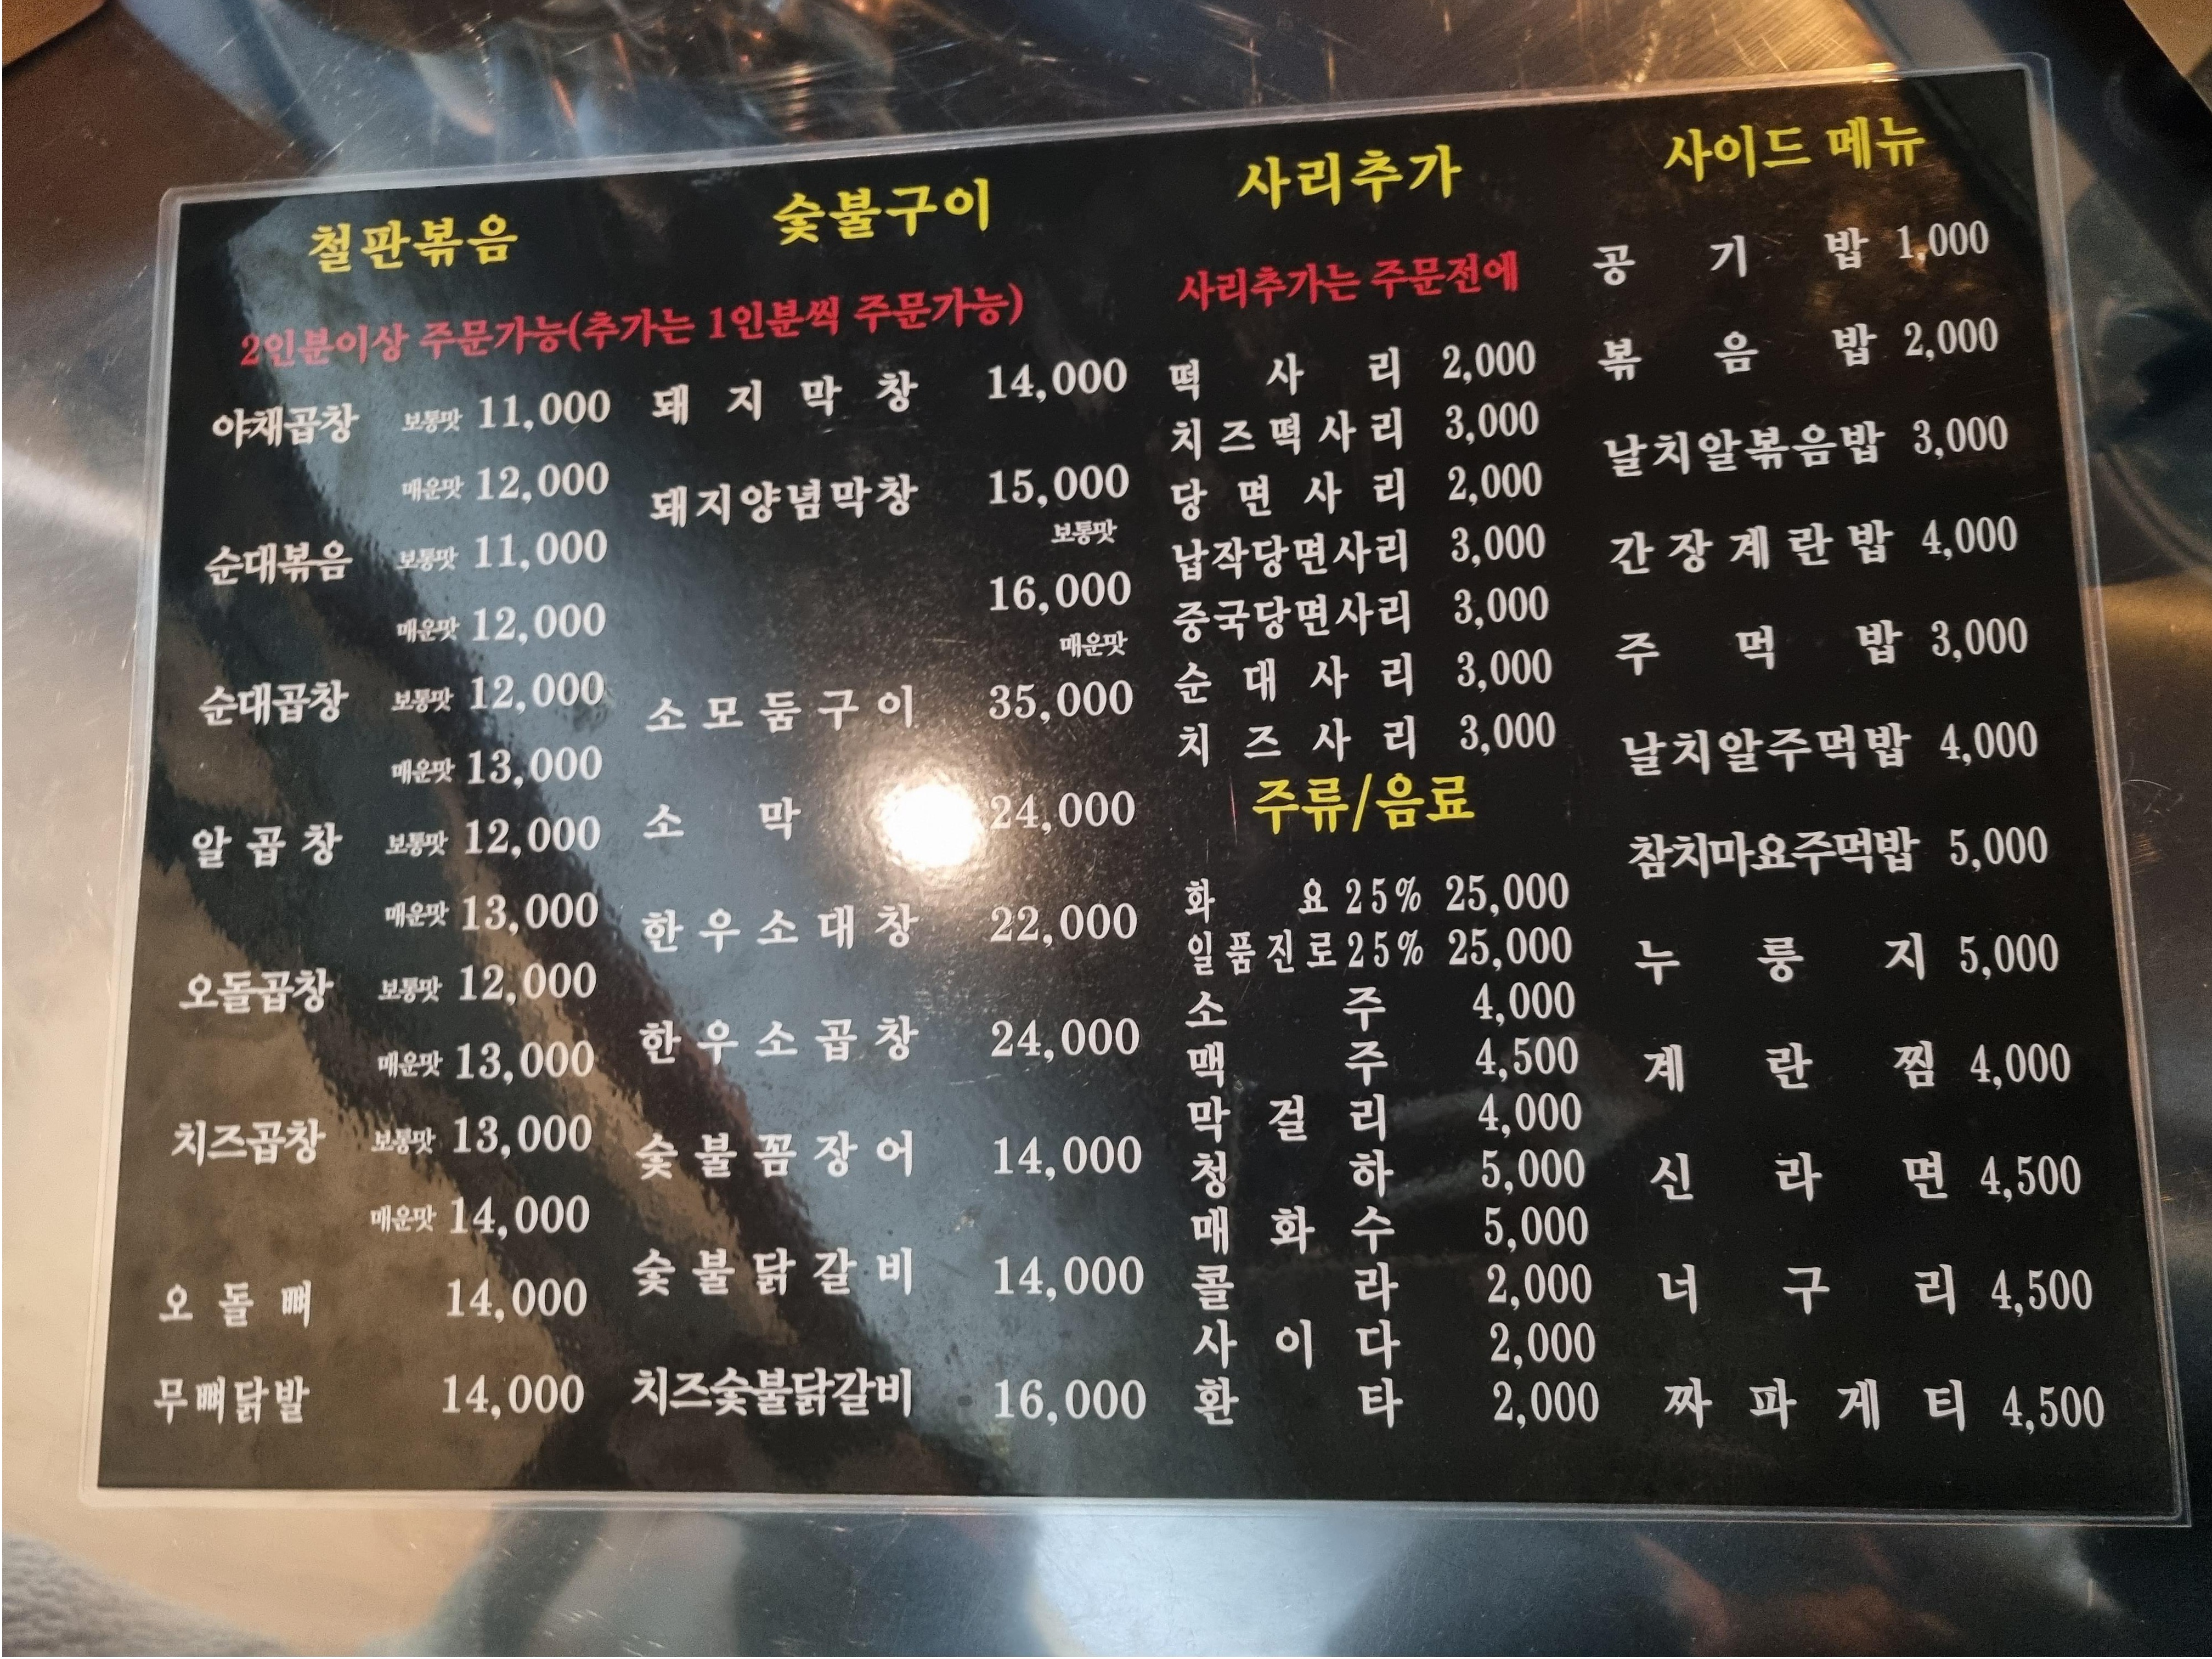 철판볶음
숯불구이
2인분이상 주문가능(추가는 1인분씩 주문가능)
야채곱창 보통맛 11,000
매운맛 12,000
순대볶음 보통맛 11,000
매운맛 12,000
순대곱창 보통맛 12,000
매운맛 13,000
알곱창 보통맛 12,000
매운맛 13,000
오돌곱창 보통맛 12,000
매운맛 13,000
치즈곱창 보통맛 13,000
매운맛 14,000
오돌뼈 14,000
무뼈닭발 14,000
돼지막창 14,000
돼지양념막창 15,000
보통맛
16,000
매운맛
소모둠구이 35,000
소막 24,000
한우소대창 22,000
한우소곱창 24,000
숯불꼼장어 14,000
숯불닭갈비 14,000
치즈숯불닭갈비 16,000
사리추가
사리추가는 주문전에
떡사리 2,000
치즈떡사리 3,000
당면사리 2,000
납작당면사리 3,000
중국당면사리 3,000
순대사리 3,000
치즈사리 3,000
주류/음료
화요25% 25,000
일품진로25% 25,000
소주 4,000
맥주 4,500
막걸리 4,000
청하 5,000
매화수 5,000
콜라 2,000
사이다 2,000
환타 2,000
사이드 메뉴
공기밥 1,000
볶음밥 2,000
날치알볶음밥 3,000
간장계란밥 4,000
주먹밥 3,000
날치알주먹밥 4,000
참치마요주먹밥 5,000
누룽지 5,000
계란찜 4,000
신라면 4,500
너구리 4,500
짜파게티 4,500